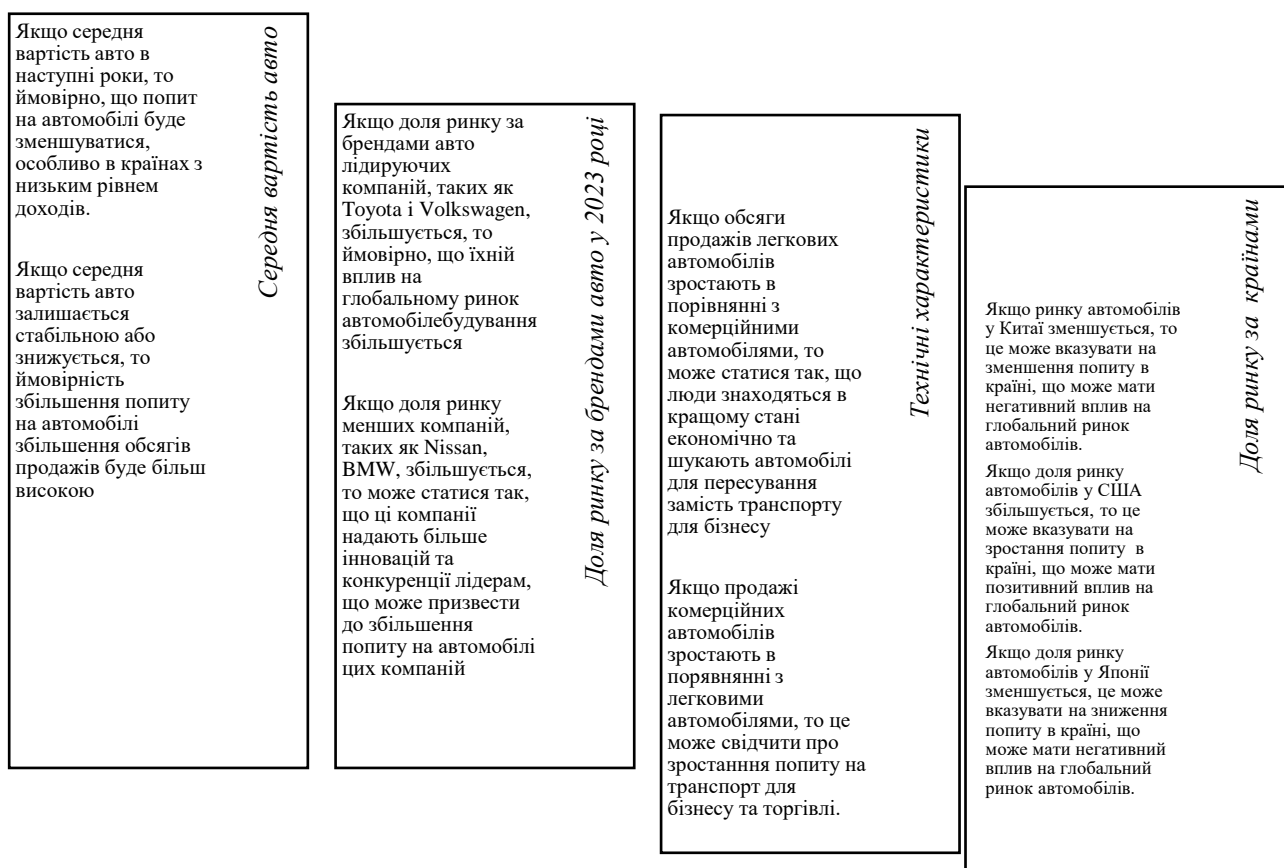 Якщо середня
вартість авто в
наступні роки, то
ймовірно, що попит
на автомобілі буде
зменшуватися,
особливо в країнах з
низьким рівнем
доходів.
Якщо середня
вартість авто
залишається
стабільною або
знижується, то
ймовірність
збільшення попиту
на автомобілі
збільшення обсягів
продажів буде більш
високою
Середня вартість авто
Якщо доля ринку за
брендами авто
лідируючих
компаній, таких як
Toyota і Volkswagen,
збільшується, то
ймовірно, що їхній
вплив на
глобальному ринок
автомобілебудування
збільшується
Якщо доля ринку
менших компаній,
таких як Nissan,
BMW, збільшується,
то може статися так,
що ці компанії
надають більше
інновацій та
конкуренції лідерам,
що може призвести
до збільшення
попиту на автомобілі
цих компаній
Доля ринку за брендами авто у 2023 році
Якщо обсяги
продажів легкових
автомобілів
зростають в
порівнянні з
комерційними
автомобілями, то
може статися так, що
люди знаходяться в
кращому стані
економічно та
шукають автомобілі
для пересування
замість транспорту
для бізнесу
Якщо продажі
комерційних
автомобілів
зростають в
порявнянні з
легковими
автомобілями, то це
може свідчити про
зростанння попиту на
транспорт для
бізнесу та торгівлі.
Технічні характеристики
Якщо ринку автомобілів
у Китаї зменшується, то
це може вказувати на
зменшення попиту в
країні, що може мати
негативний вплив на
глобальний ринок
автомобілів.
Якщо доля ринку
автомобілів у США
збільшується, то це
може вказувати на
зростання попиту  в
країні, що може мати
позитивний вплив на
глобальний ринок
автомобілів.
Якщо доля ринку
автомобілів у Японії
зменшується, це може
вказувати на зниження
попиту в країні, що
може мати негативний
вплив на глобальний
ринок автомобілів.
Доля ринку за  країнами